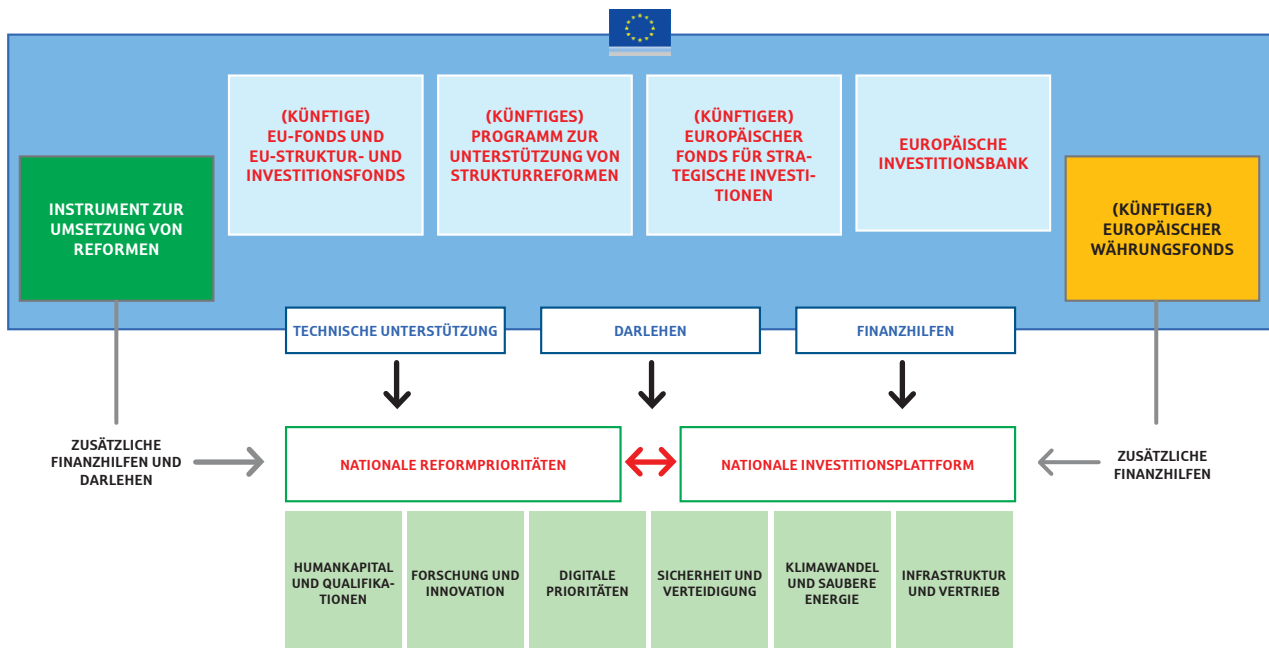 (KÜNFTIGE)
EU-FONDS UND
EU-STRUKTUR- UND
INVESTITIONSFONDS
(KÜNFTIGES)
PROGRAMM ZUR
UNTERSTÜTZUNG VON
STRUKTURREFORMEN
(KÜNFTIGER)
EUROPÄISCHER
FONDS FÜR STRA-
TEGISCHE INVESTI-
TIONEN
EUROPÄISCHE
INVESTITIONSBANK
INSTRUMENT ZUR
UMSETZUNG VON
REFORMEN
(KÜNFTIGER)
EUROPÄISCHER
WÄHRUNGSFONDS
TECHNISCHE UNTERSTÜTZUNG
DARLEHEN
FINANZHILFEN
ZUSÄTZLICHE
FINANZHILFEN UND
DARLEHEN
NATIONALE REFORMPRIORITÄTEN
NATIONALE INVESTITIONSPLATTFORM
ZUSÄTZLICHE
FINANZHILFEN
HUMANKAPITAL
UND QUALIFIKA-
TIONEN
FORSCHUNG UND
INNOVATION
DIGITALE
PRIORITÄTEN
SICHERHEIT UND
VERTEIDIGUNG
KLIMAWANDEL
UND SAUBERE
ENERGIE
INFRASTRUKTUR
UND VERTRIEB